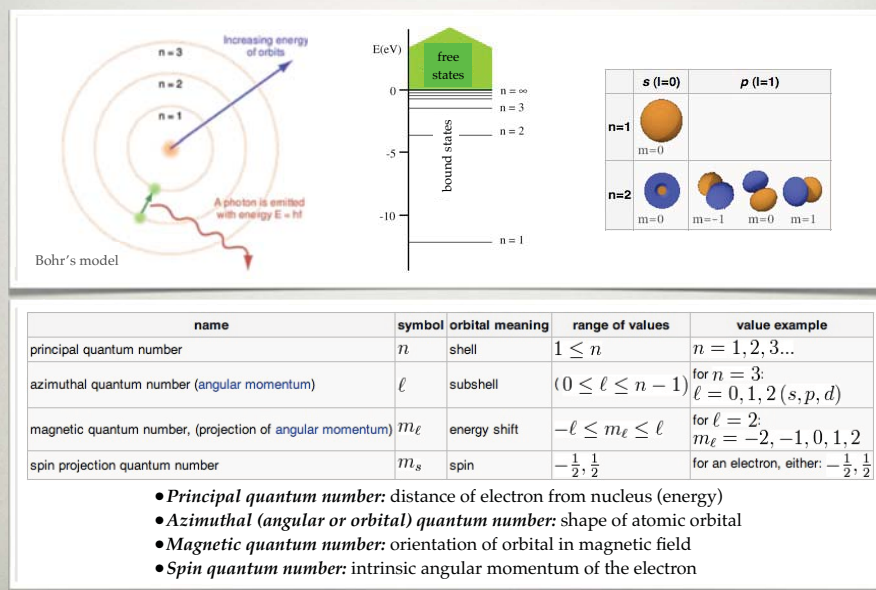 Increasing energy
of orbits
n = 3
n = 2
n = 1
A photon is emitted
with energy E = hf
Bohr's model
E(eV)
free
states
0
n = ∞
n = 3
n = 2
-5
bound states
-10
n = 1
s (l=0) p (l=1)
n=1
m=0
n=2
m=0 m=-1 m=0 m=1
name symbol orbital meaning range of values value example
principal quantum number n shell 1 ≤ n n = 1, 2, 3...
azimuthal quantum number (angular momentum) ℓ subshell (0 ≤ ℓ ≤ n − 1) for n = 3:
ℓ = 0, 1, 2 (s, p, d)
magnetic quantum number, (projection of angular momentum) mℓ energy shift −ℓ ≤ mℓ ≤ ℓ for ℓ = 2:
mℓ = −2, −1, 0, 1, 2
spin projection quantum number ms spin −1/2, 1/2 for an electron, either: −1/2, 1/2
•Principal quantum number: distance of electron from nucleus (energy)
•Azimuthal (angular or orbital) quantum number: shape of atomic orbital
•Magnetic quantum number: orientation of orbital in magnetic field
•Spin quantum number: intrinsic angular momentum of the electron